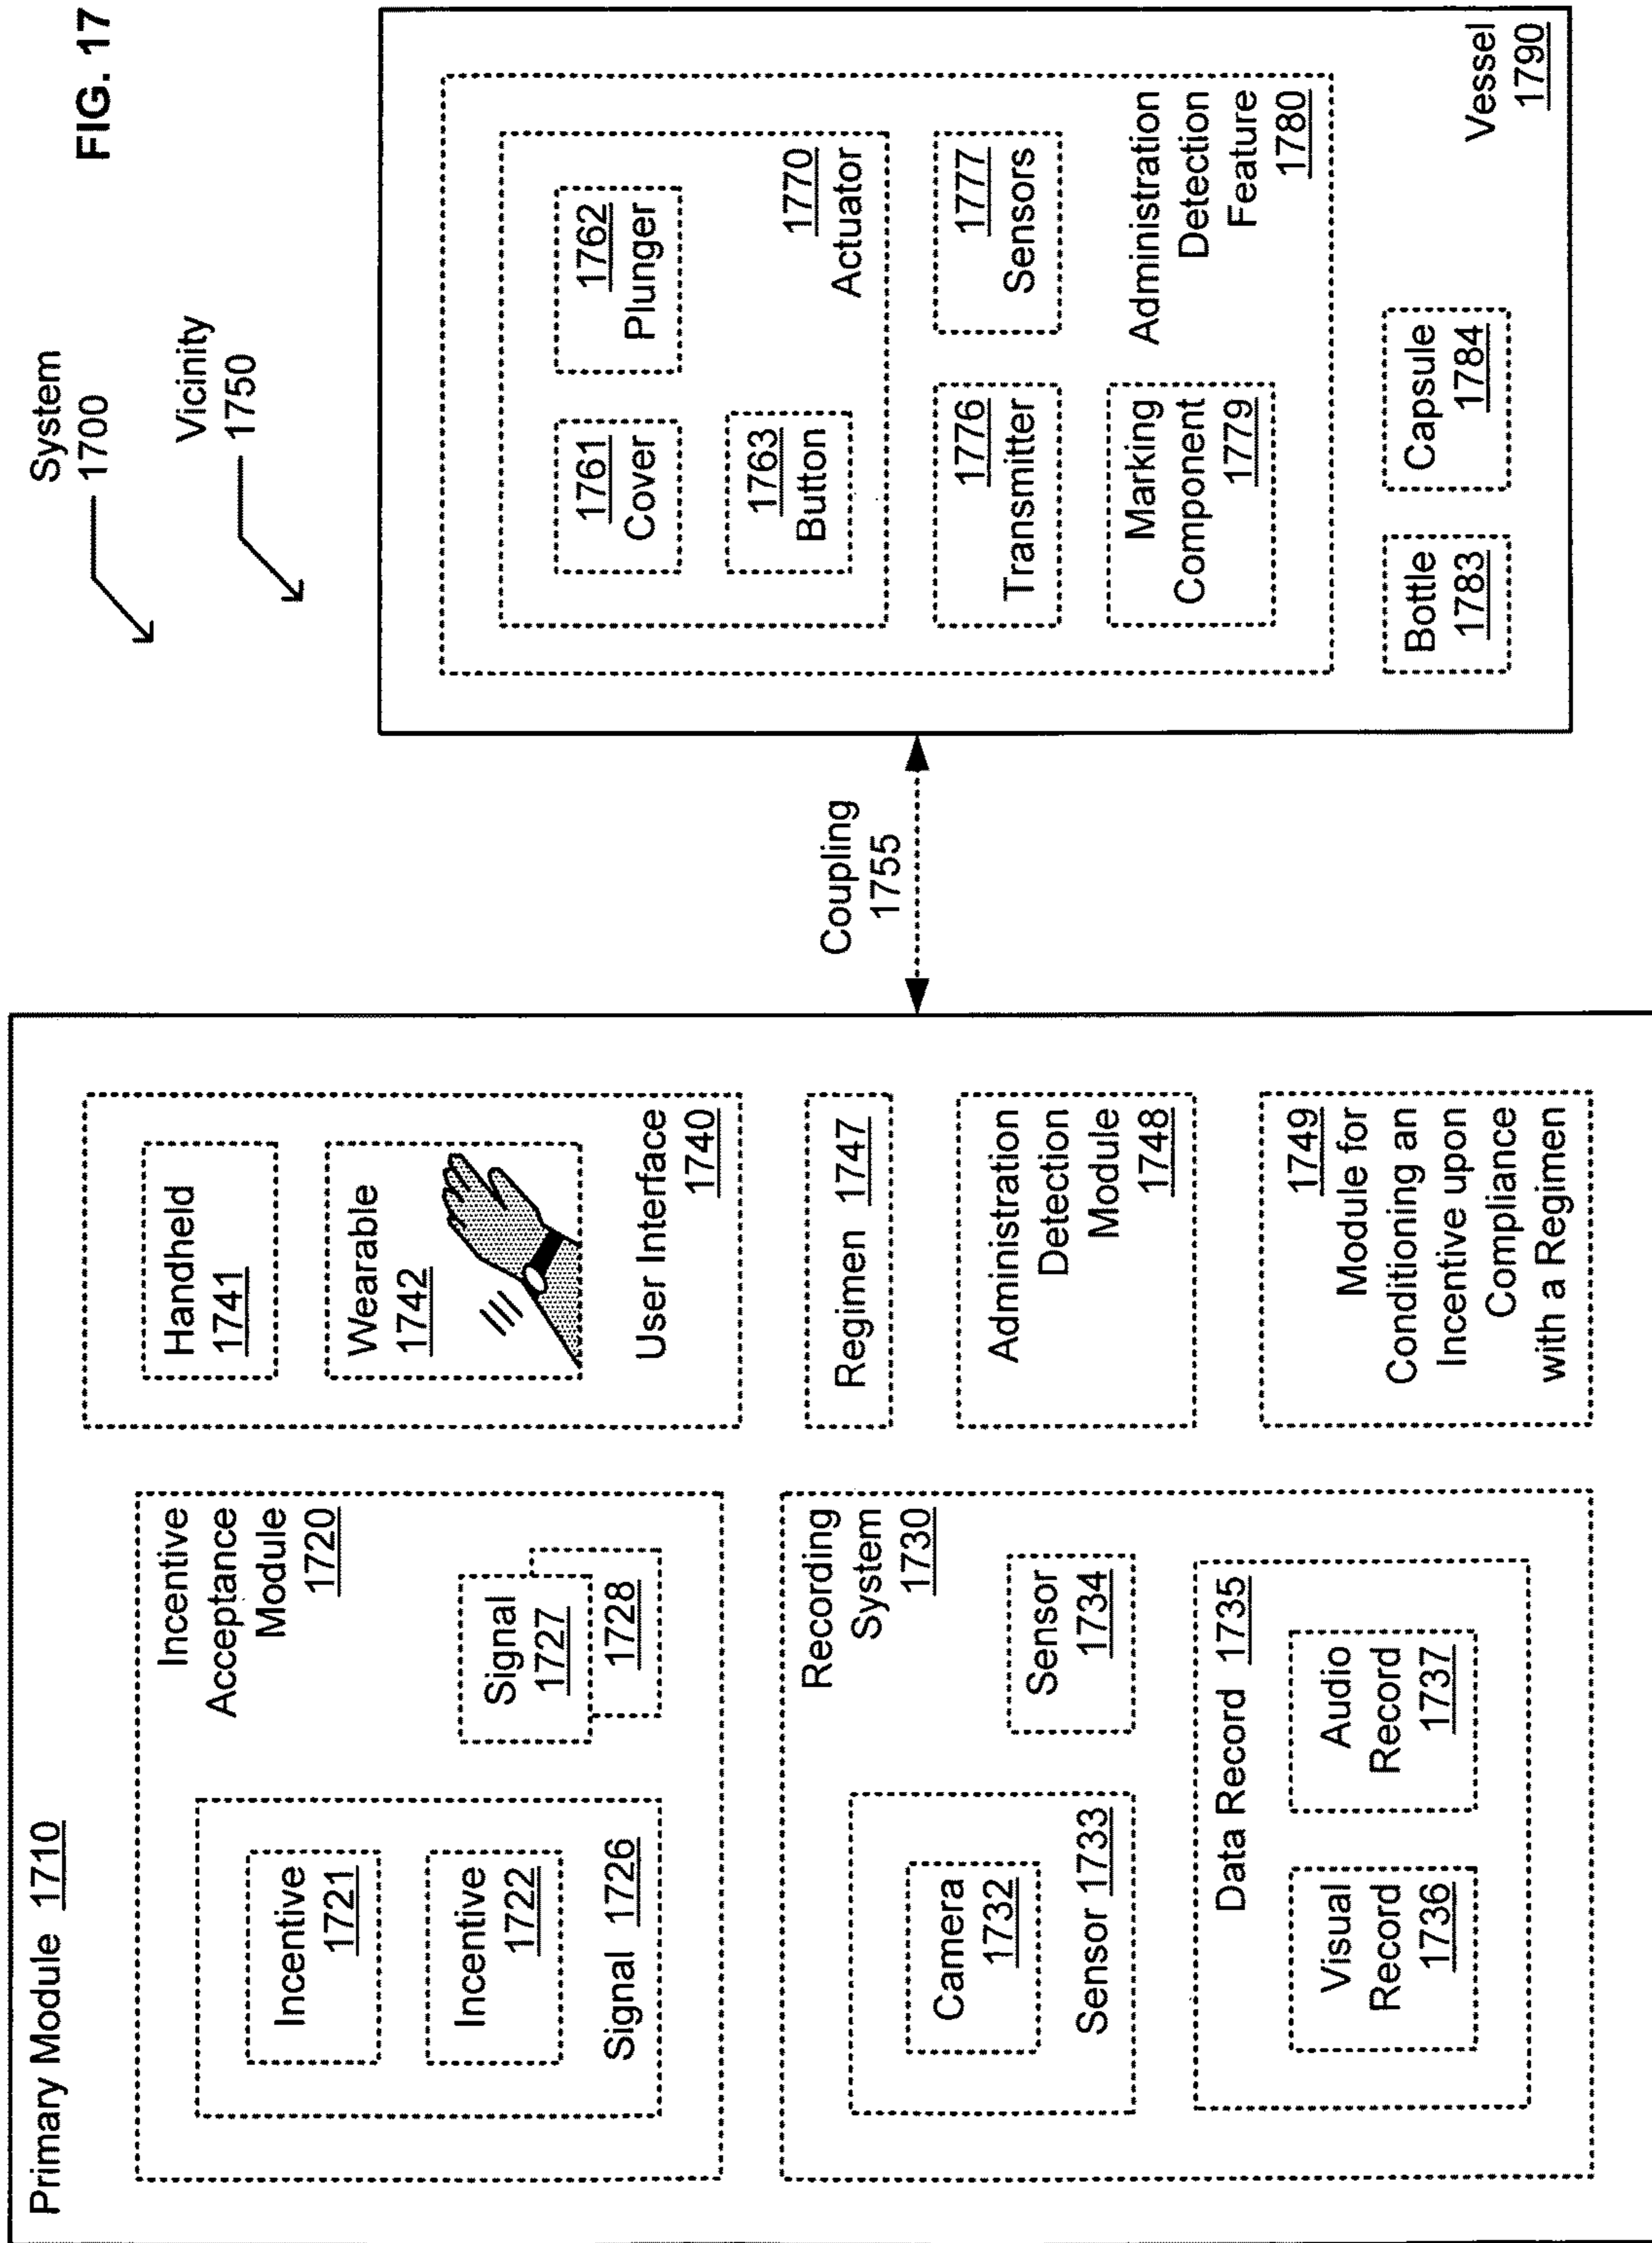 FIG. 17
System
1700
Vicinity
1750
Primary Module 1710
Incentive
Acceptance
Module
1720
Incentive
1721
Incentive
1722
Signal 1726
Signal
1727
1728
Recording
System
1730
Camera
1732
Sensor 1733
Sensor
1734
Data Record 1735
Visual
Record
1736
Audio
Record
1737
Handheld
1741
Wearable
1742
User Interface
1740
Regimen 1747
Administration
Detection
Module
1748
1749
Module for
Conditioning an
Incentive upon
Compliance
with a Regimen
Coupling
1755
1761
Cover
1762
Plunger
1763
Button
1770
Actuator
1776
Transmitter
1777
Sensors
Marking
Component
1779
Administration
Detection
Feature
1780
Bottle
1783
Capsule
1784
Vessel
1790